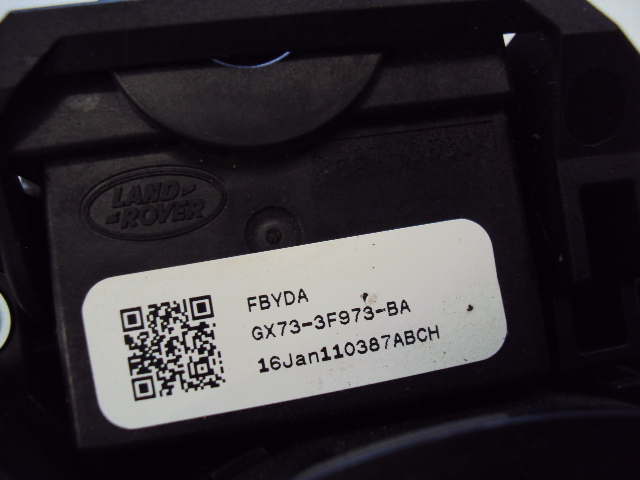 LAND
ROVER
FBYDA
GX73-3F973-BA
16Jan110387ABCH